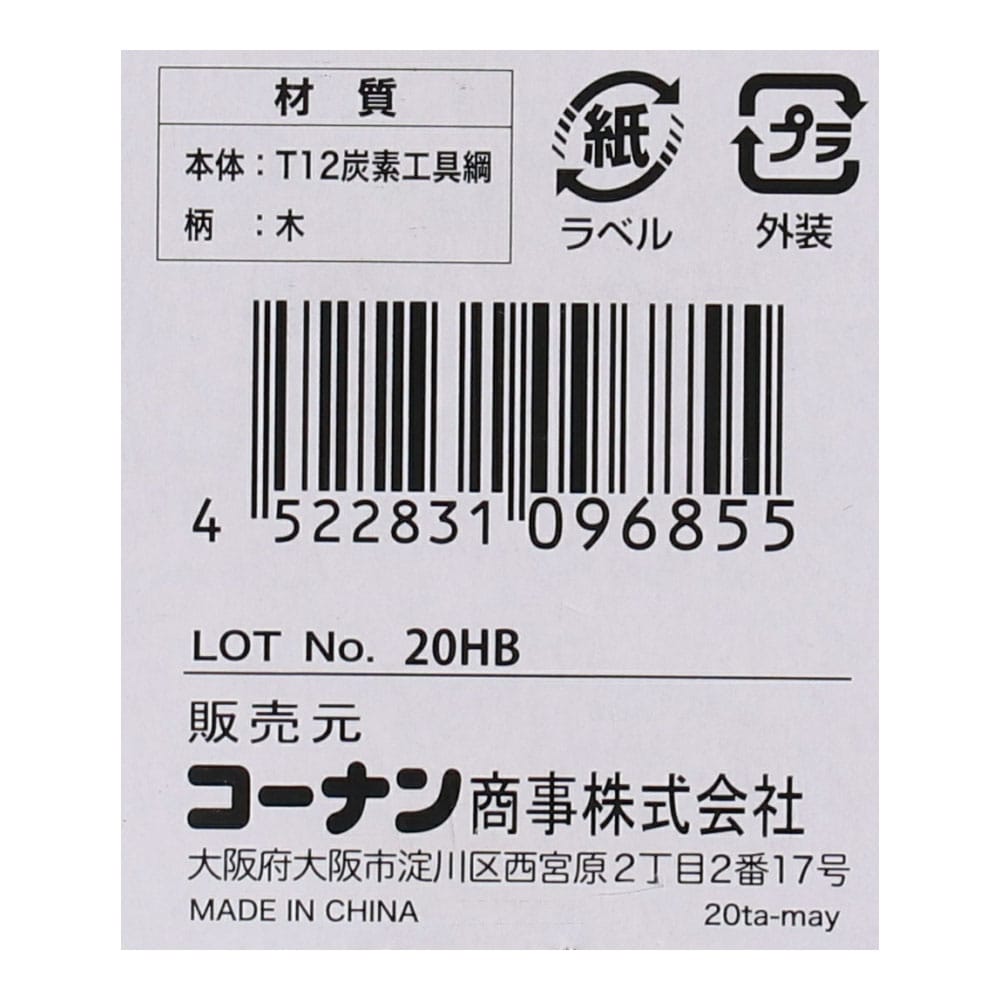 材 質
本体：T12炭素工具綱
柄 ：木
紙
ラベル
プラ
外装
4 522831 096855
LOT No. 20HB
販売元
コーナン商事株式会社
大阪府大阪市淀川区西宮原2丁目2番17号
MADE IN CHINA
20ta-may